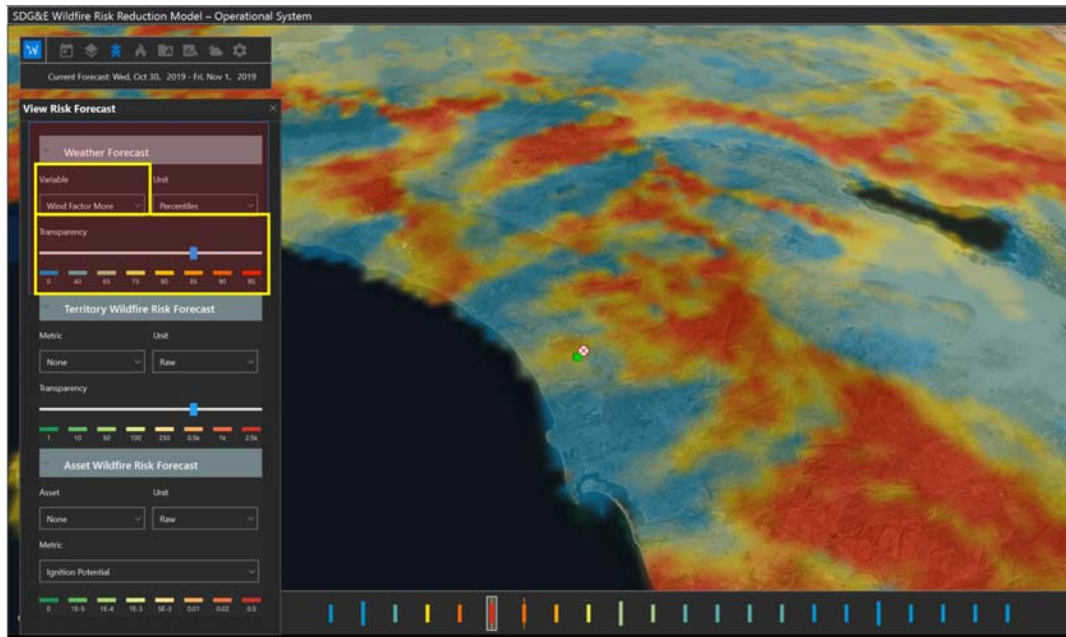 SDG&E Wildfire Risk Reduction Model – Operational System
Current Forecast: Wed, Oct 30, 2019 - Fri, Nov 1, 2019
View Risk Forecast
Weather Forecast
Variable Unit
Wind Factor More Percentiles
Transparency
0 40 65 75 80 85 90 95
Territory Wildfire Risk Forecast
Metric Unit
None Raw
Transparency
1 10 50 100 250 0.5k 1k 2.5k
Asset Wildfire Risk Forecast
Asset Unit
None Raw
Metric
Ignition Potential
0 1E-5 1E-4 1E-3 5E-3 0.01 0.02 0.5